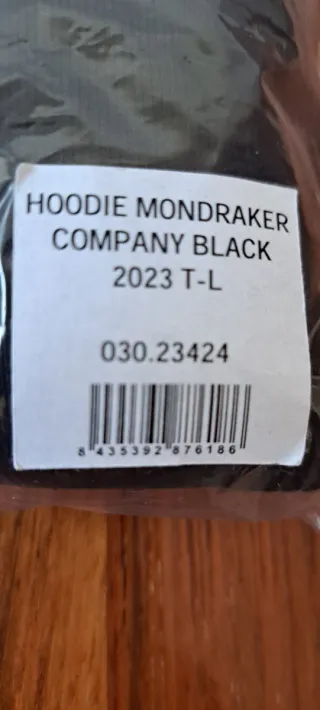 HOODIE MONDRAKER
COMPANY BLACK
2023 T-L
030.23424
8 435392 876186